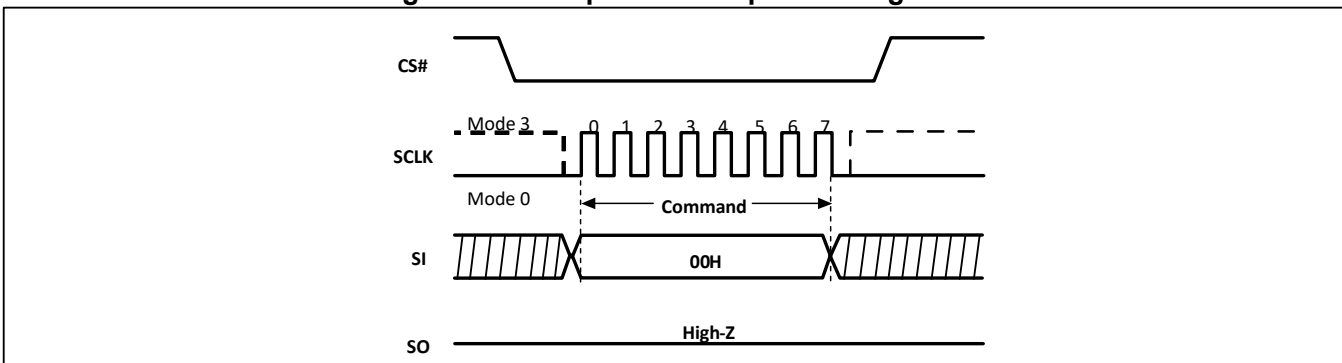 CS#
Mode 3
0 1 2 3 4 5 6 7
SCLK
Mode 0
Command
SI
00H
High-Z
SO